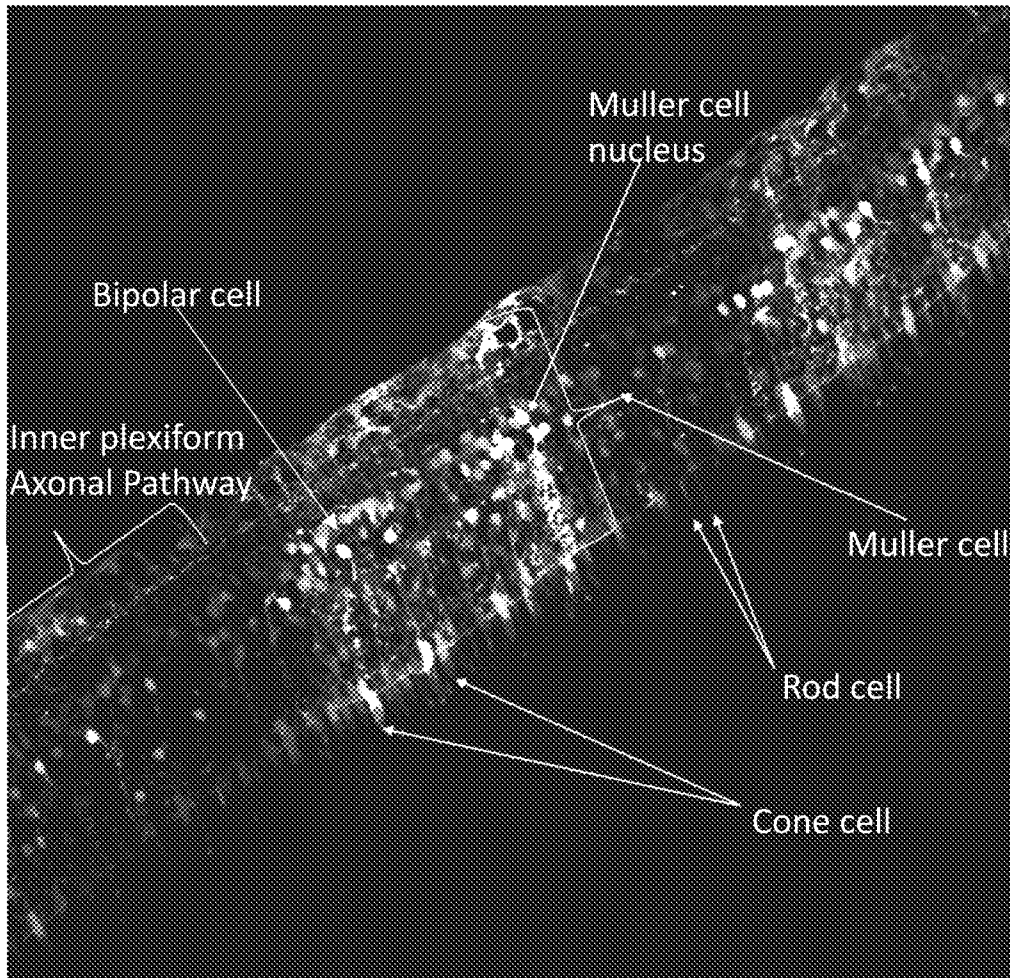 Muller cell
nucleus
Bipolar cell
Inner plexiform
Axonal Pathway
Muller cell
Rod cell
Cone cell